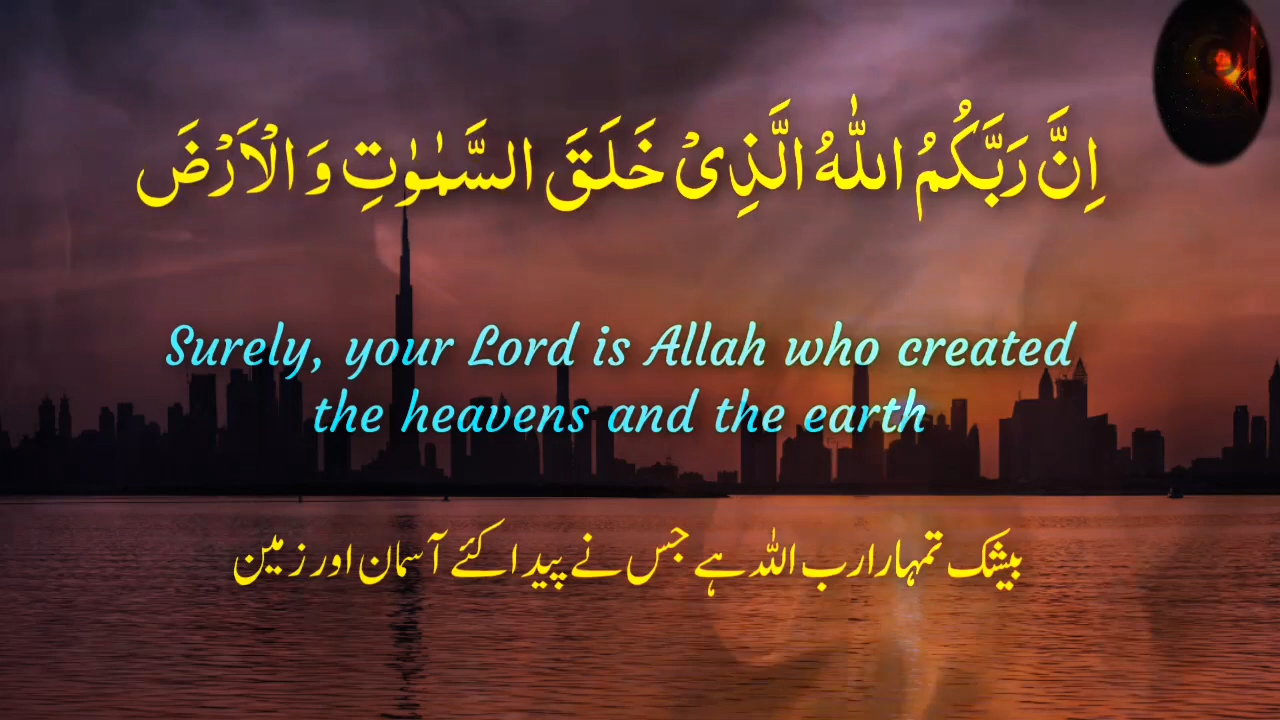 اِنَّ رَبَّكُمُ اللّٰهُ الَّذِیْ خَلَقَ السَّمٰوٰتِ وَ الْاَرْضَ
Surely, your Lord is Allah who created
the heavens and the earth
بیشک تمہارا رب اللہ ہے جس نے پیدا کئے آسمان اور زمین